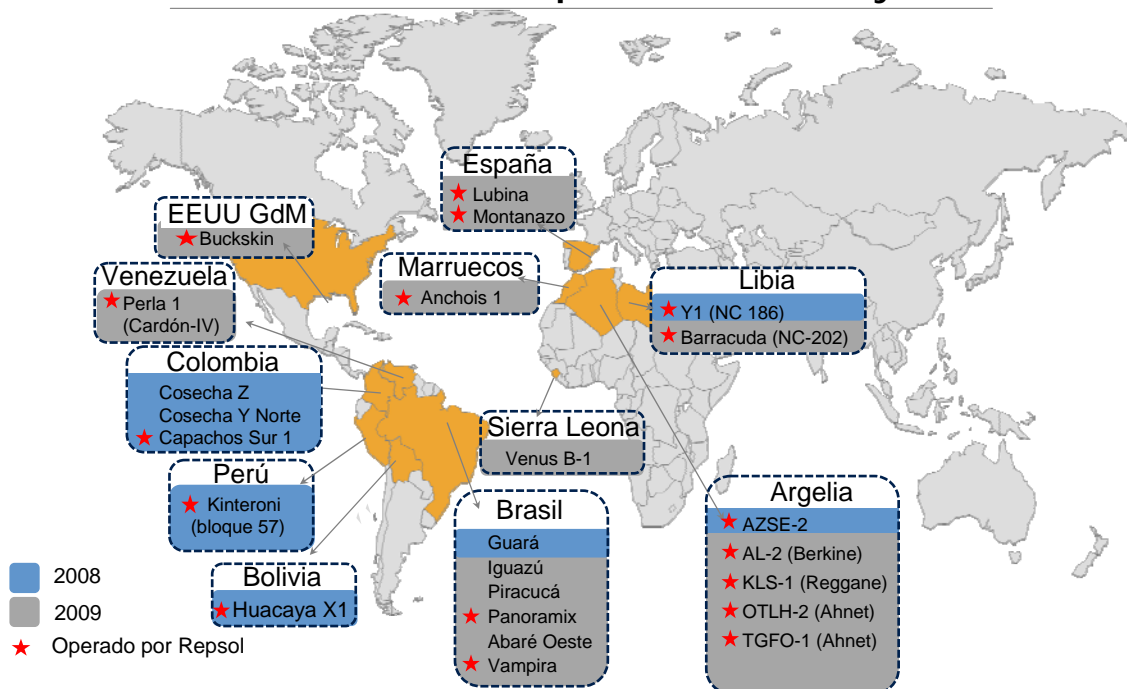 España
Lubina
Montanazo
EEUU GdM
Buckskin
Marruecos
Anchois 1
Venezuela
Perla 1
(Cardón-IV)
Libia
Y1 (NC 186)
Barracuda (NC-202)
Colombia
Cosecha Z
Cosecha Y Norte
Capachos Sur 1
Sierra Leona
Venus B-1
Perú
Kinteroni
(bloque 57)
Brasil
Guará
Iguazú
Piracucá
Panoramix
Abaré Oeste
Vampira
Argelia
AZSE-2
AL-2 (Berkine)
KLS-1 (Reggane)
OTLH-2 (Ahnet)
TGFO-1 (Ahnet)
Bolivia
Huacaya X1
2008
2009
Operado por Repsol